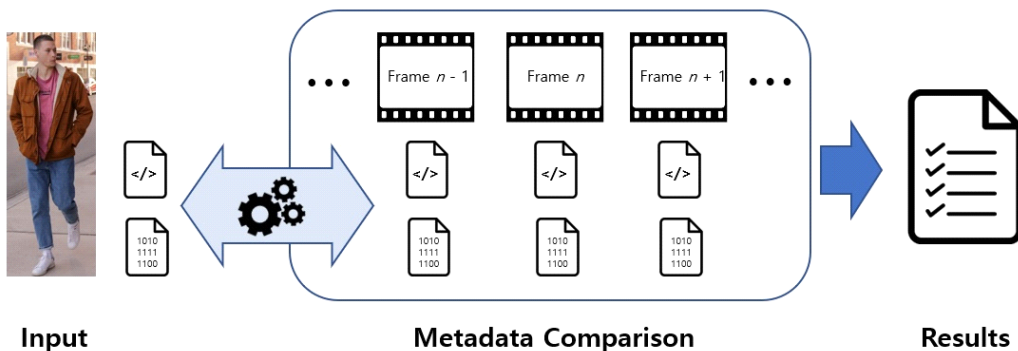 Frame n - 1
Frame n
Frame n + 1
</>
</>
</>
</>
1010
1111
1100
1010
1111
1100
1010
1111
1100
1010
1111
1100
Input
Metadata Comparison
Results